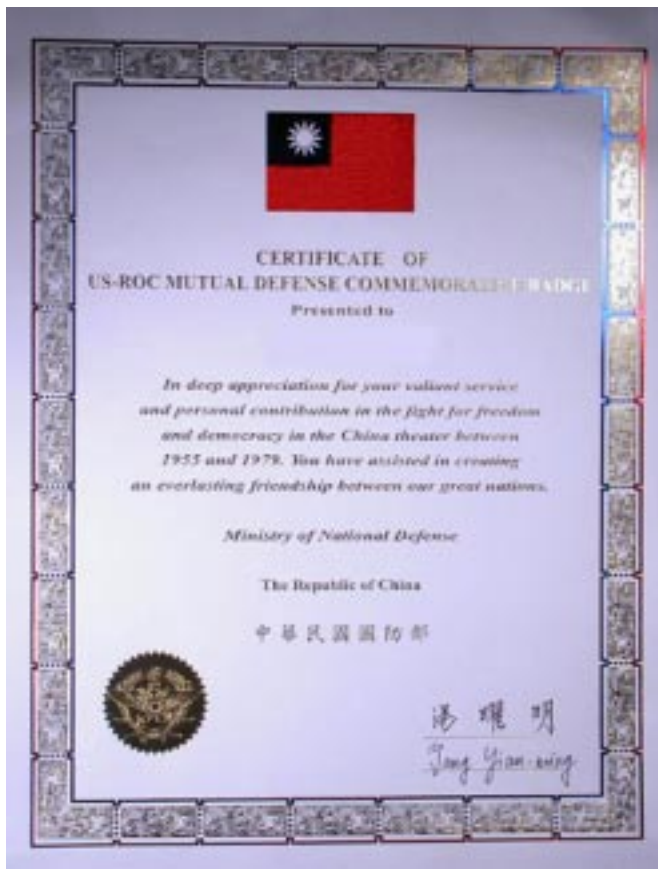 CERTIFICATE OF
US-ROC MUTUAL DEFENSE COMMEMORATIVE BADGE
Presented to
In deep appreciation for your valiant service
and personal contribution in the fight for freedom
and democracy in the China theater between
1955 and 1979. You have assisted in creating
an everlasting friendship between our great nations.
Ministry of National Defense
The Republic of China
中華民國國防部
湯曜明
Tang Yian-ming